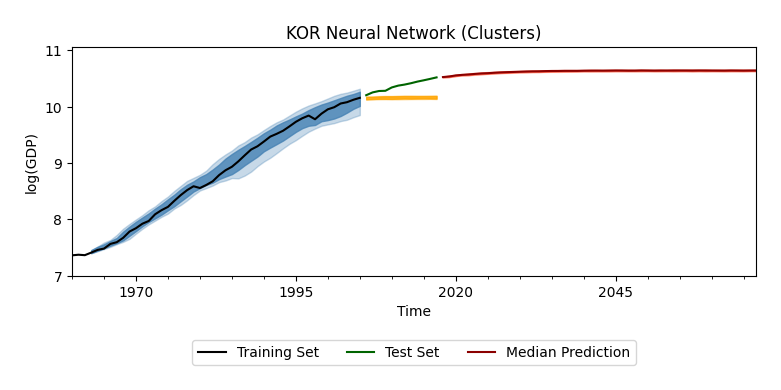 KOR Neural Network (Clusters)
11
10
9
8
7
log(GDP)
1970 1995 2020 2045
Time
Training Set Test Set Median Prediction